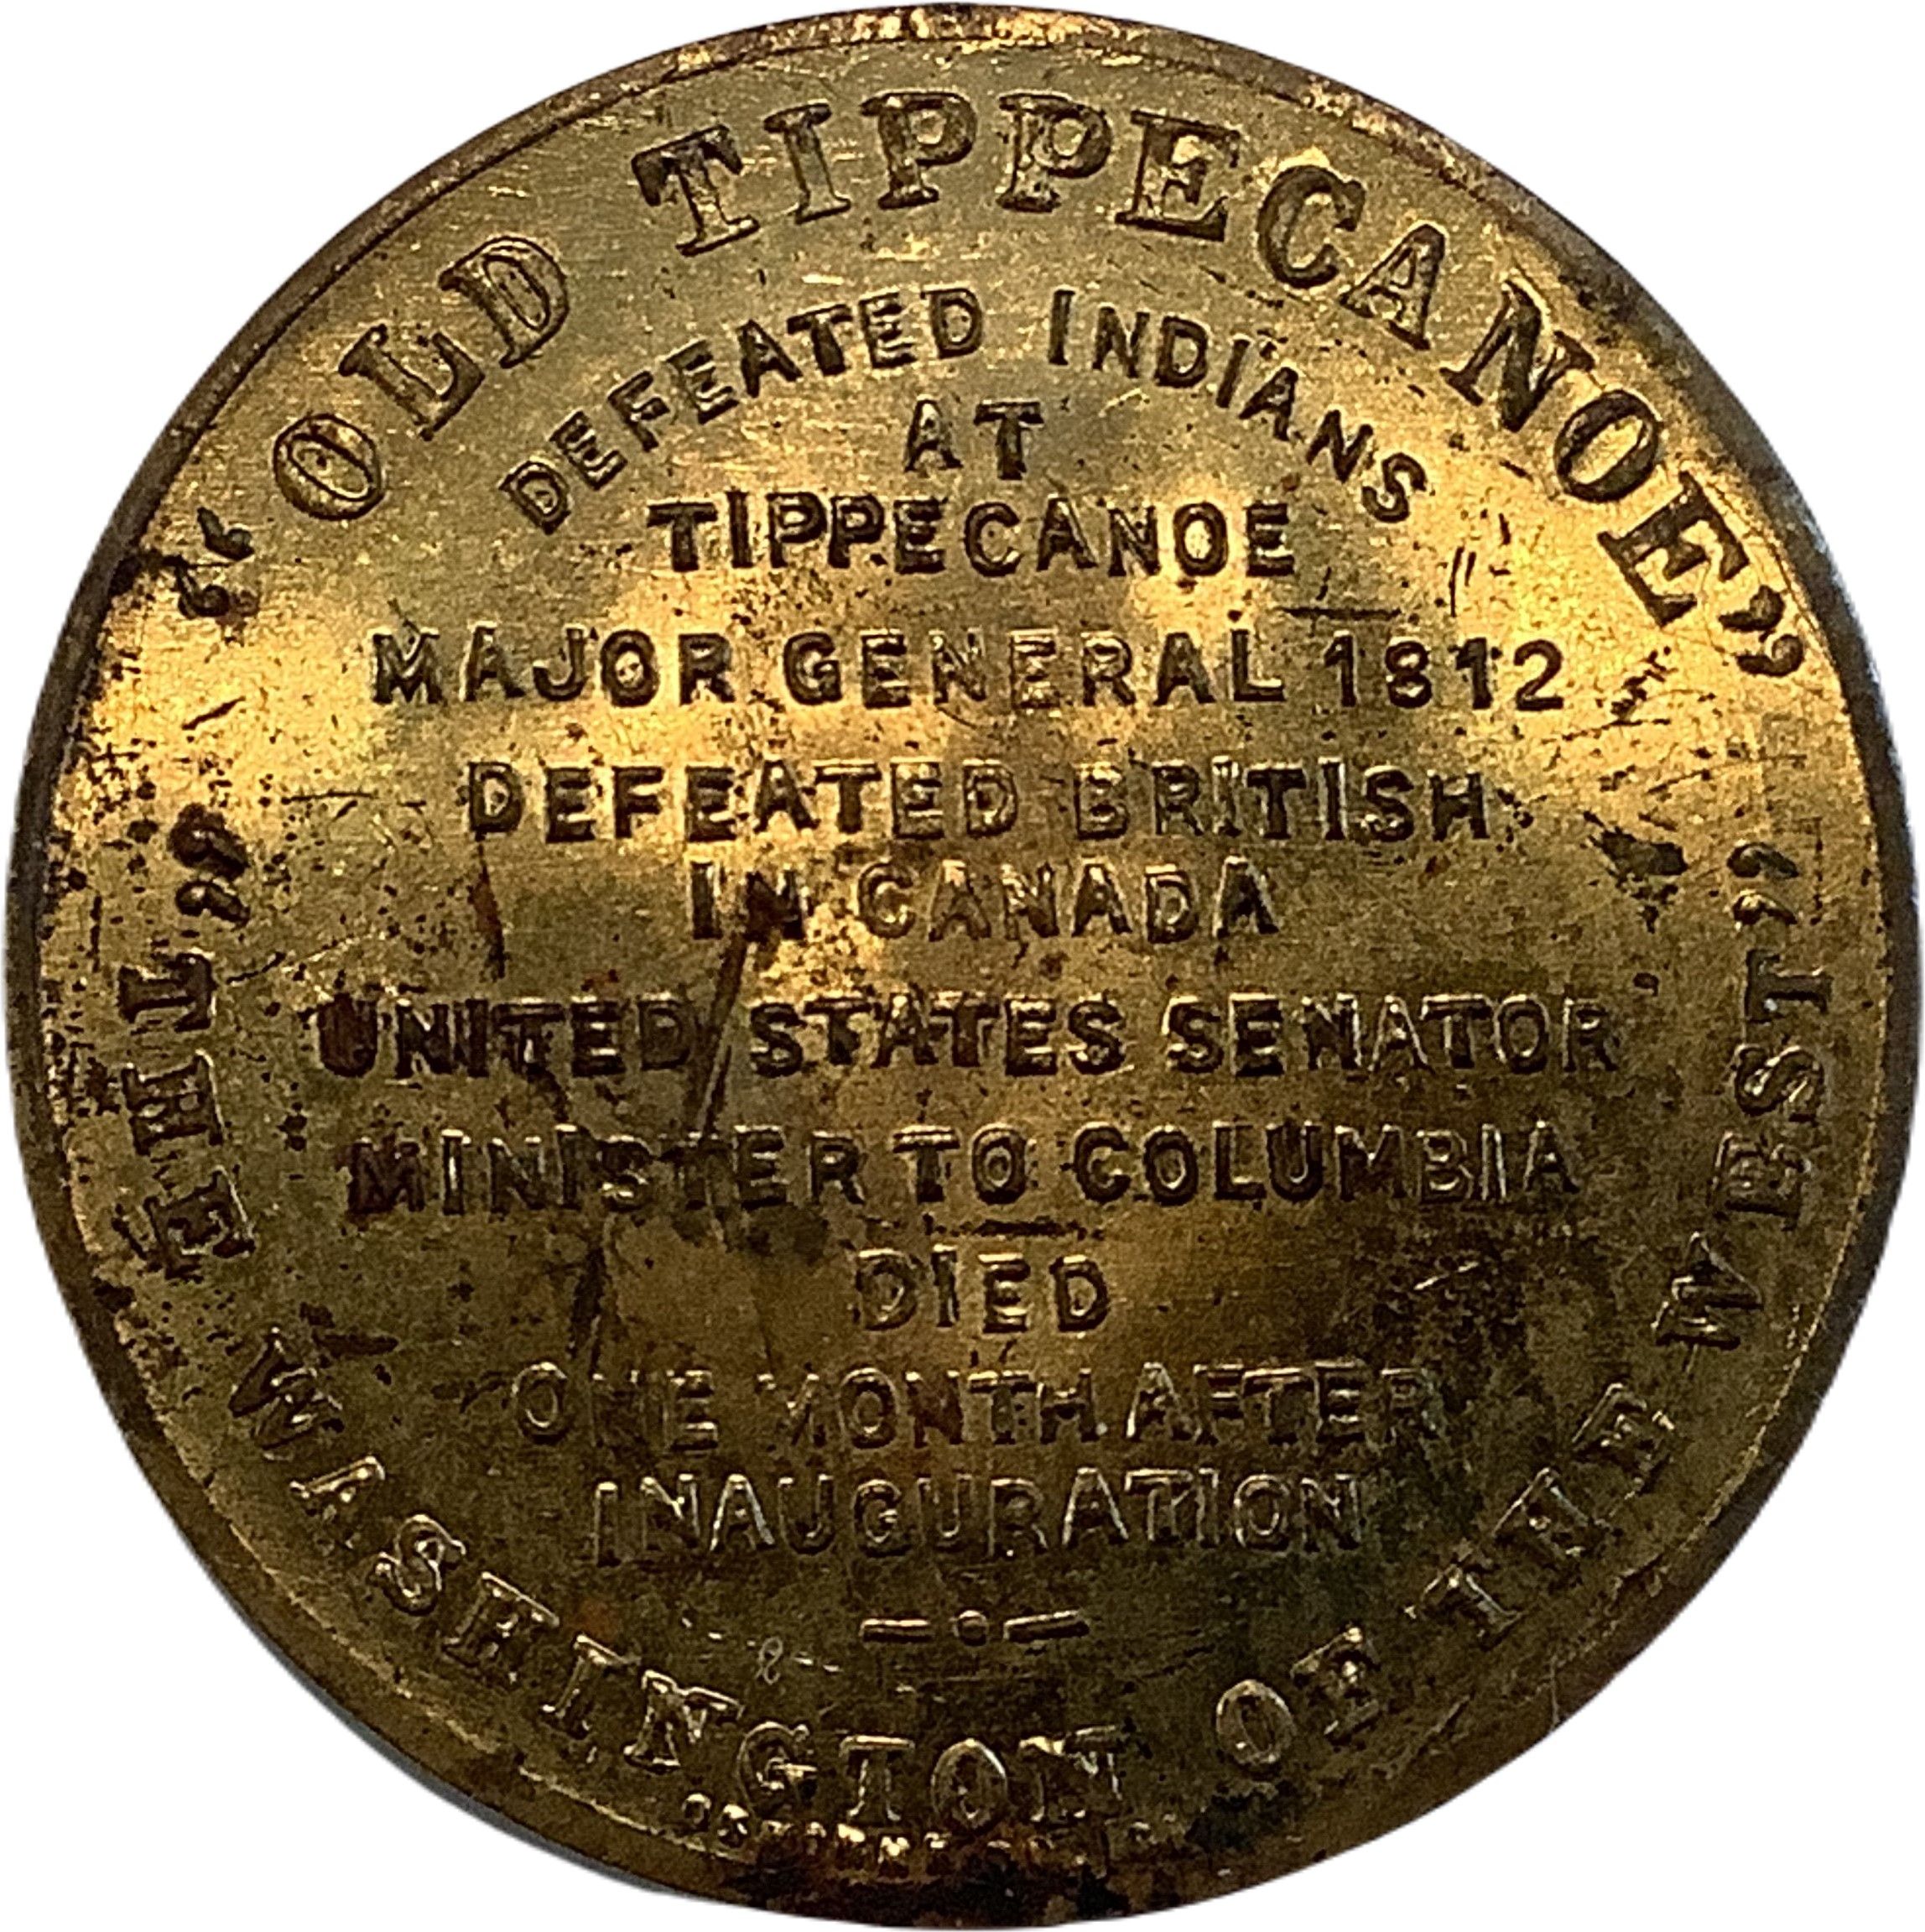 “OLD TIPPECANOE”
DEFEATED INDIANS
AT
TIPPECANOE
MAJOR GENERAL 1812
DEFEATED BRITISH
IN CANADA
UNITED STATES SENATOR
MINISTER TO COLUMBIA
DIED
ONE MONTH AFTER
INAUGURATION
"THE WASHINGTON OF THE WEST"